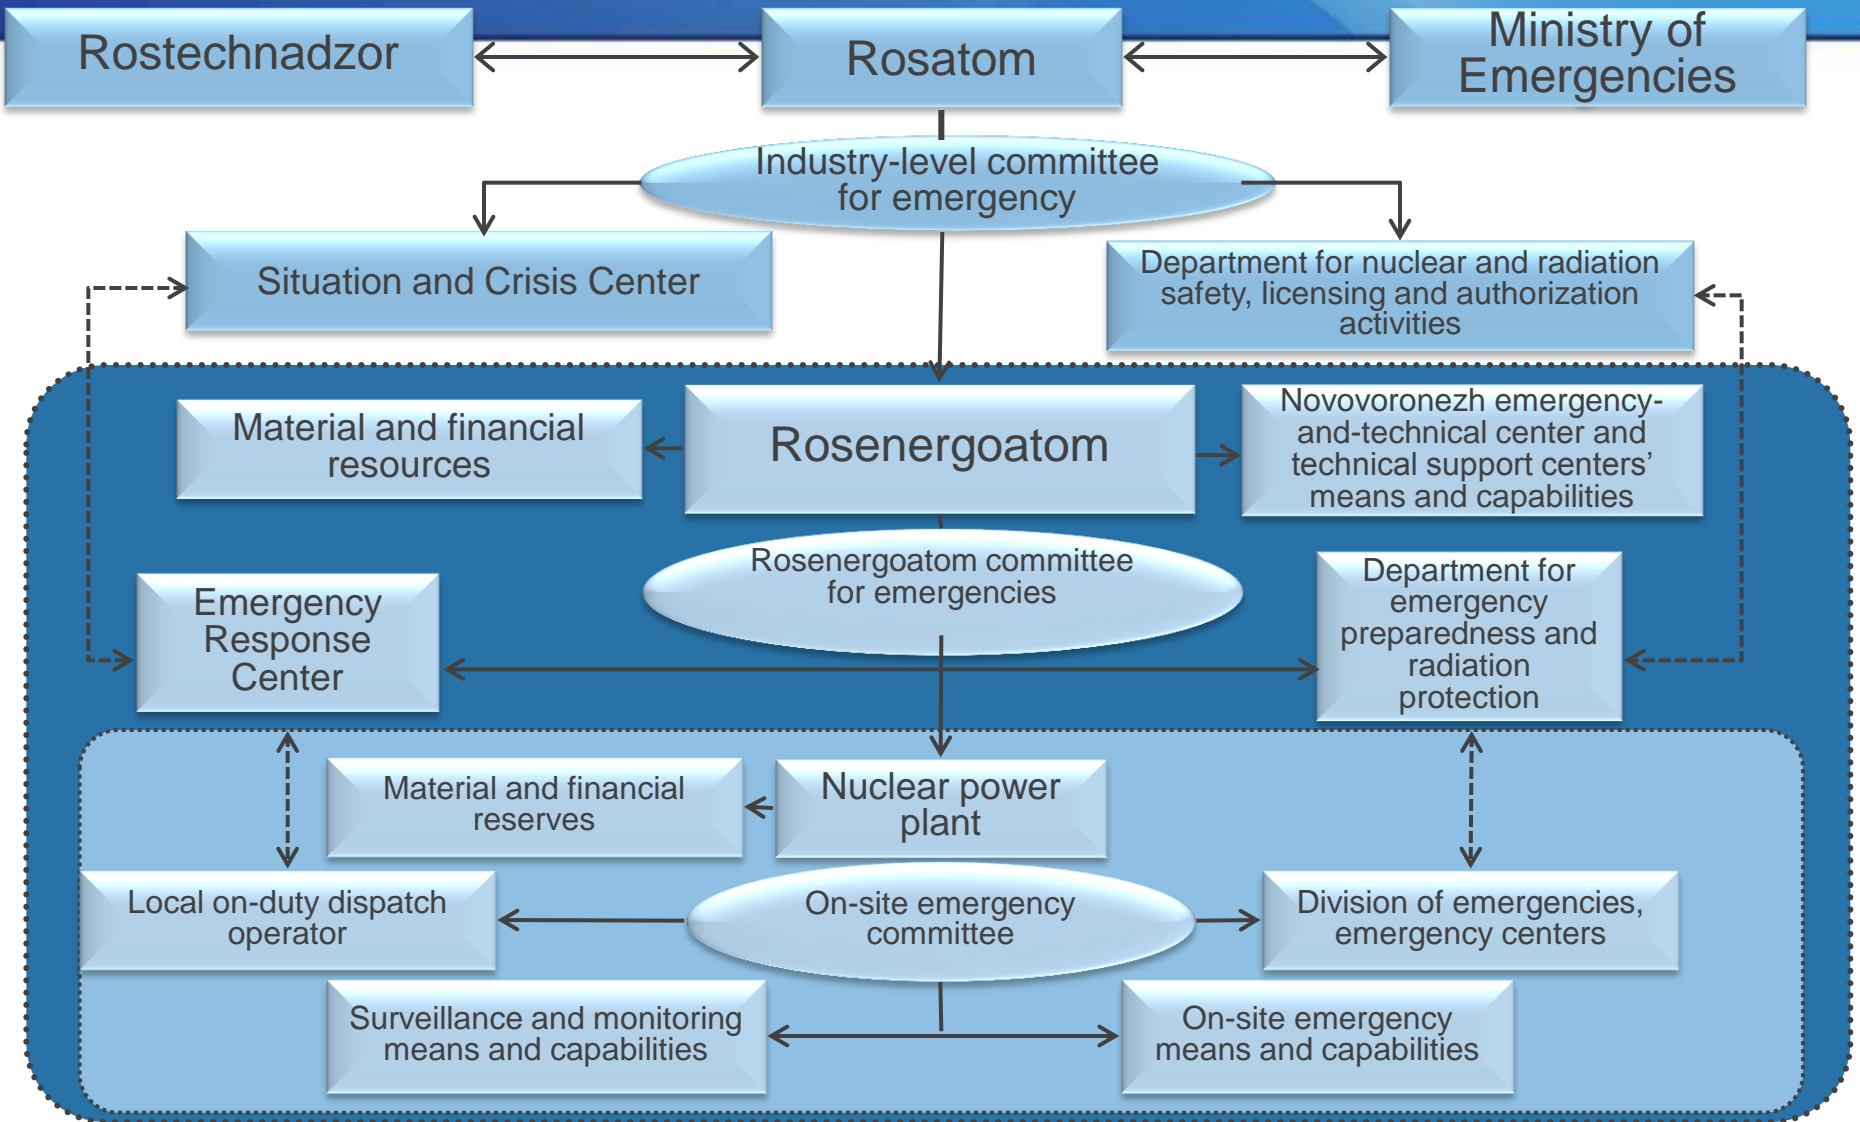 Rostechnadzor
Rosatom
Ministry of
Emergencies
Industry-level committee
for emergency
Situation and Crisis Center
Department for nuclear and radiation
safety, licensing and authorization
activities
Material and financial
resources
Rosenergoatom
Novovoronezh emergency-
and-technical center and
technical support centers’
means and capabilities
Rosenergoatom committee
for emergencies
Emergency
Response
Center
Department for
emergency
preparedness and
radiation
protection
Material and financial
reserves
Nuclear power
plant
Local on-duty dispatch
operator
On-site emergency
committee
Division of emergencies,
emergency centers
Surveillance and monitoring
means and capabilities
On-site emergency
means and capabilities